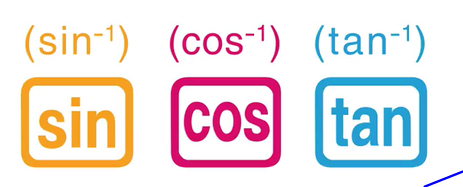 (sin⁻¹) (cos⁻¹) (tan⁻¹)
sin cos tan